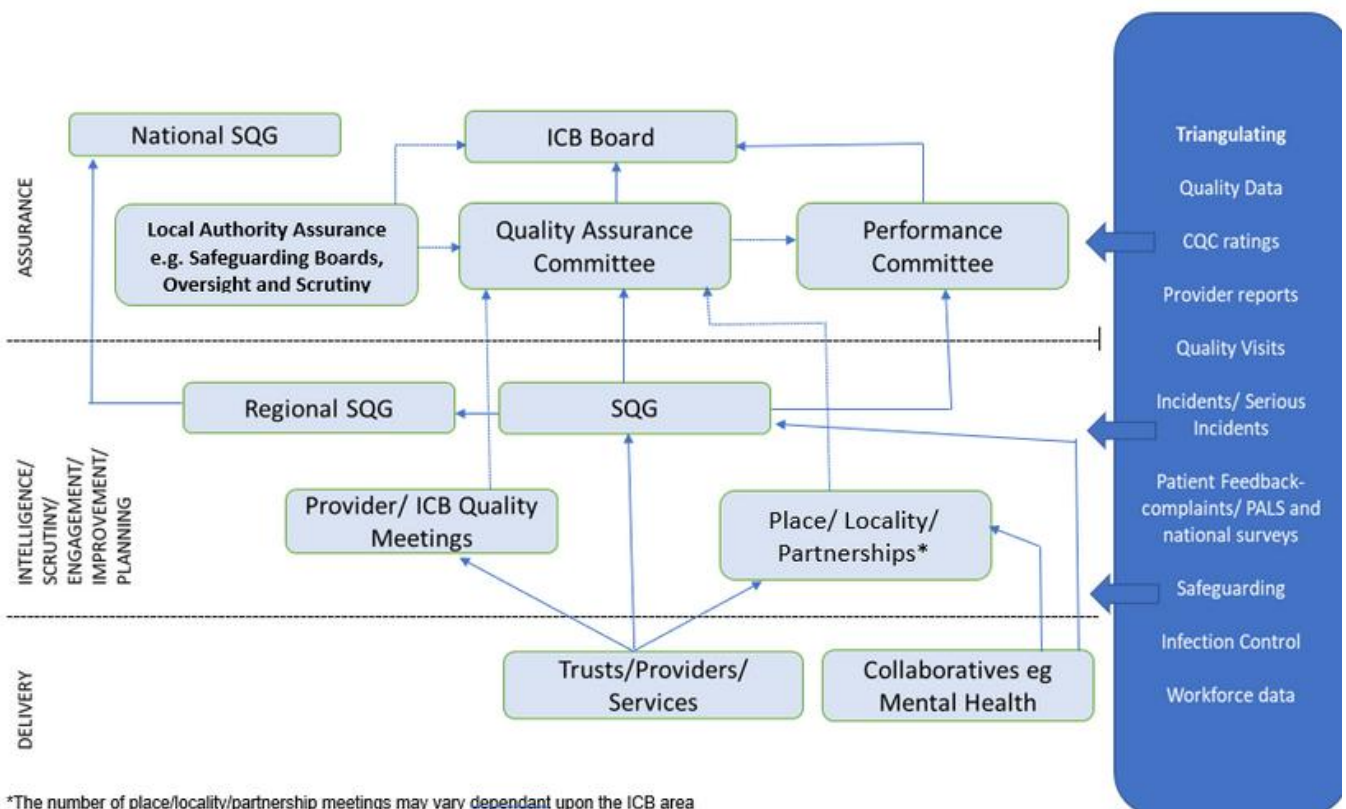 National SQG
ICB Board
Local Authority Assurance
e.g. Safeguarding Boards,
Oversight and Scrutiny
Quality Assurance
Committee
Performance
Committee
ASSURANCE
Regional SQG
SQG
Provider/ ICB Quality
Meetings
Place/ Locality/
Partnerships*
INTELLIGENCE/
SCRUTINY/
ENGAGEMENT/
IMPROVEMENT/
PLANNING
Trusts/Providers/
Services
Collaboratives eg
Mental Health
DELIVERY
Triangulating
Quality Data
CQC ratings
Provider reports
Quality Visits
Incidents/ Serious
Incidents
Patient Feedback-
complaints/ PALS and
national surveys
Safeguarding
Infection Control
Workforce data
*The number of place/locality/partnership meetings may vary dependant upon the ICB area